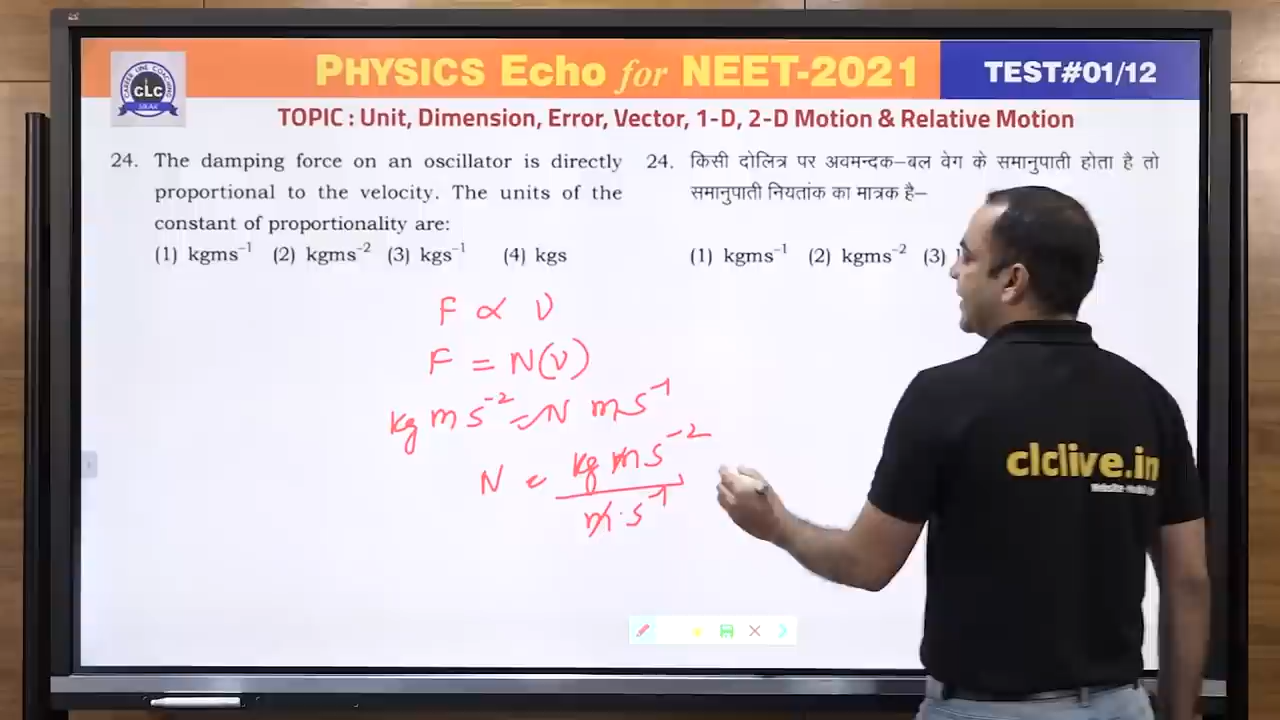 PHYSICS Echo for NEET-2021
TEST#01/12
CLC
SIKAR
TOPIC : Unit, Dimension, Error, Vector, 1-D, 2-D Motion & Relative Motion
24. The damping force on an oscillator is directly
proportional to the velocity. The units of the
constant of proportionality are:
(1) kgms⁻¹ (2) kgms⁻² (3) kgs⁻¹ (4) kgs
24. किसी दोलित्र पर अवमन्दक–बल वेग के समानुपाती होता है तो
समानुपाती नियतांक का मात्रक है–
(1) kgms⁻¹ (2) kgms⁻² (3)
F ∝ v
F = N(v)
kg m s⁻² = N m s⁻¹
N = kg m s⁻²
m·s⁻¹
clclive.in